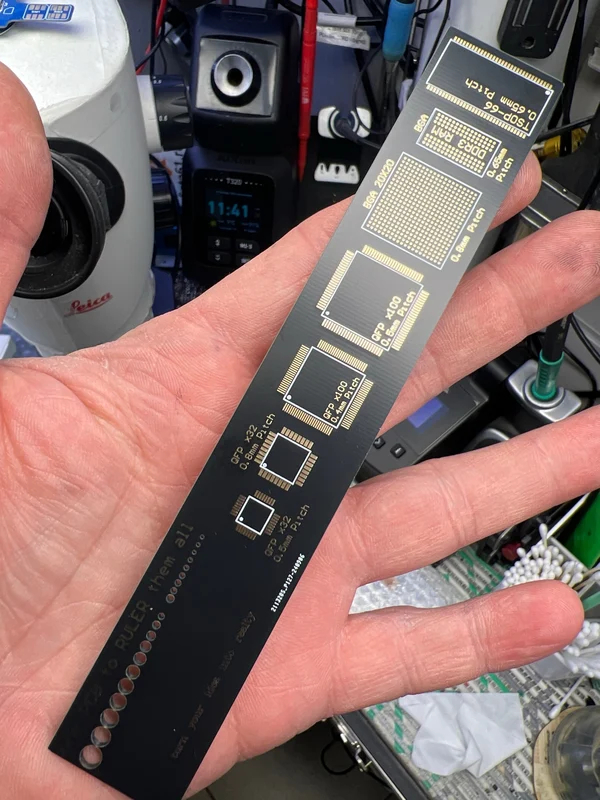 TSOP-66
0.65mm Pitch
BGA
DDR3 RAM
0.65mm
Pitch
BGA 20X20
0.8mm Pitch
QFP x100
0.5mm Pitch
QFP x100
0.4mm Pitch
QFP x32
0.8mm Pitch
QFP x32
0.5mm Pitch
to RULER them all
turn your idea into reality
Leica
11:41